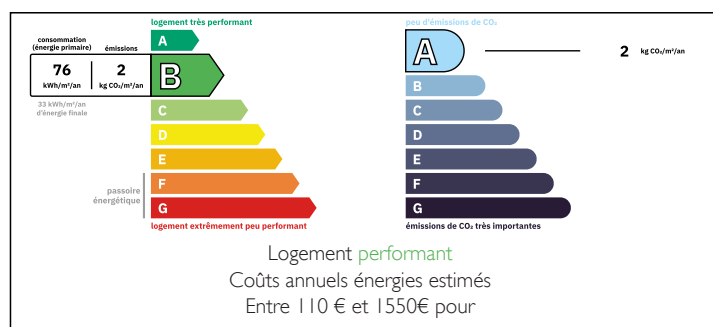 logement très performant
consommation
(énergie primaire)
émissions
76
kWh/m²/an
2
kg CO₂/m²/an
33 kWh/m²/an
d'énergie finale
A
B
C
D
E
F
G
passoire
énergétique
logement extrêmement peu performant
peu d'émissions de CO₂
A
2 kg CO₂/m²/an
B
C
D
E
F
G
émissions de CO₂ très importantes
Logement performant
Coûts annuels énergies estimés
Entre 110 € et 1550€ pour